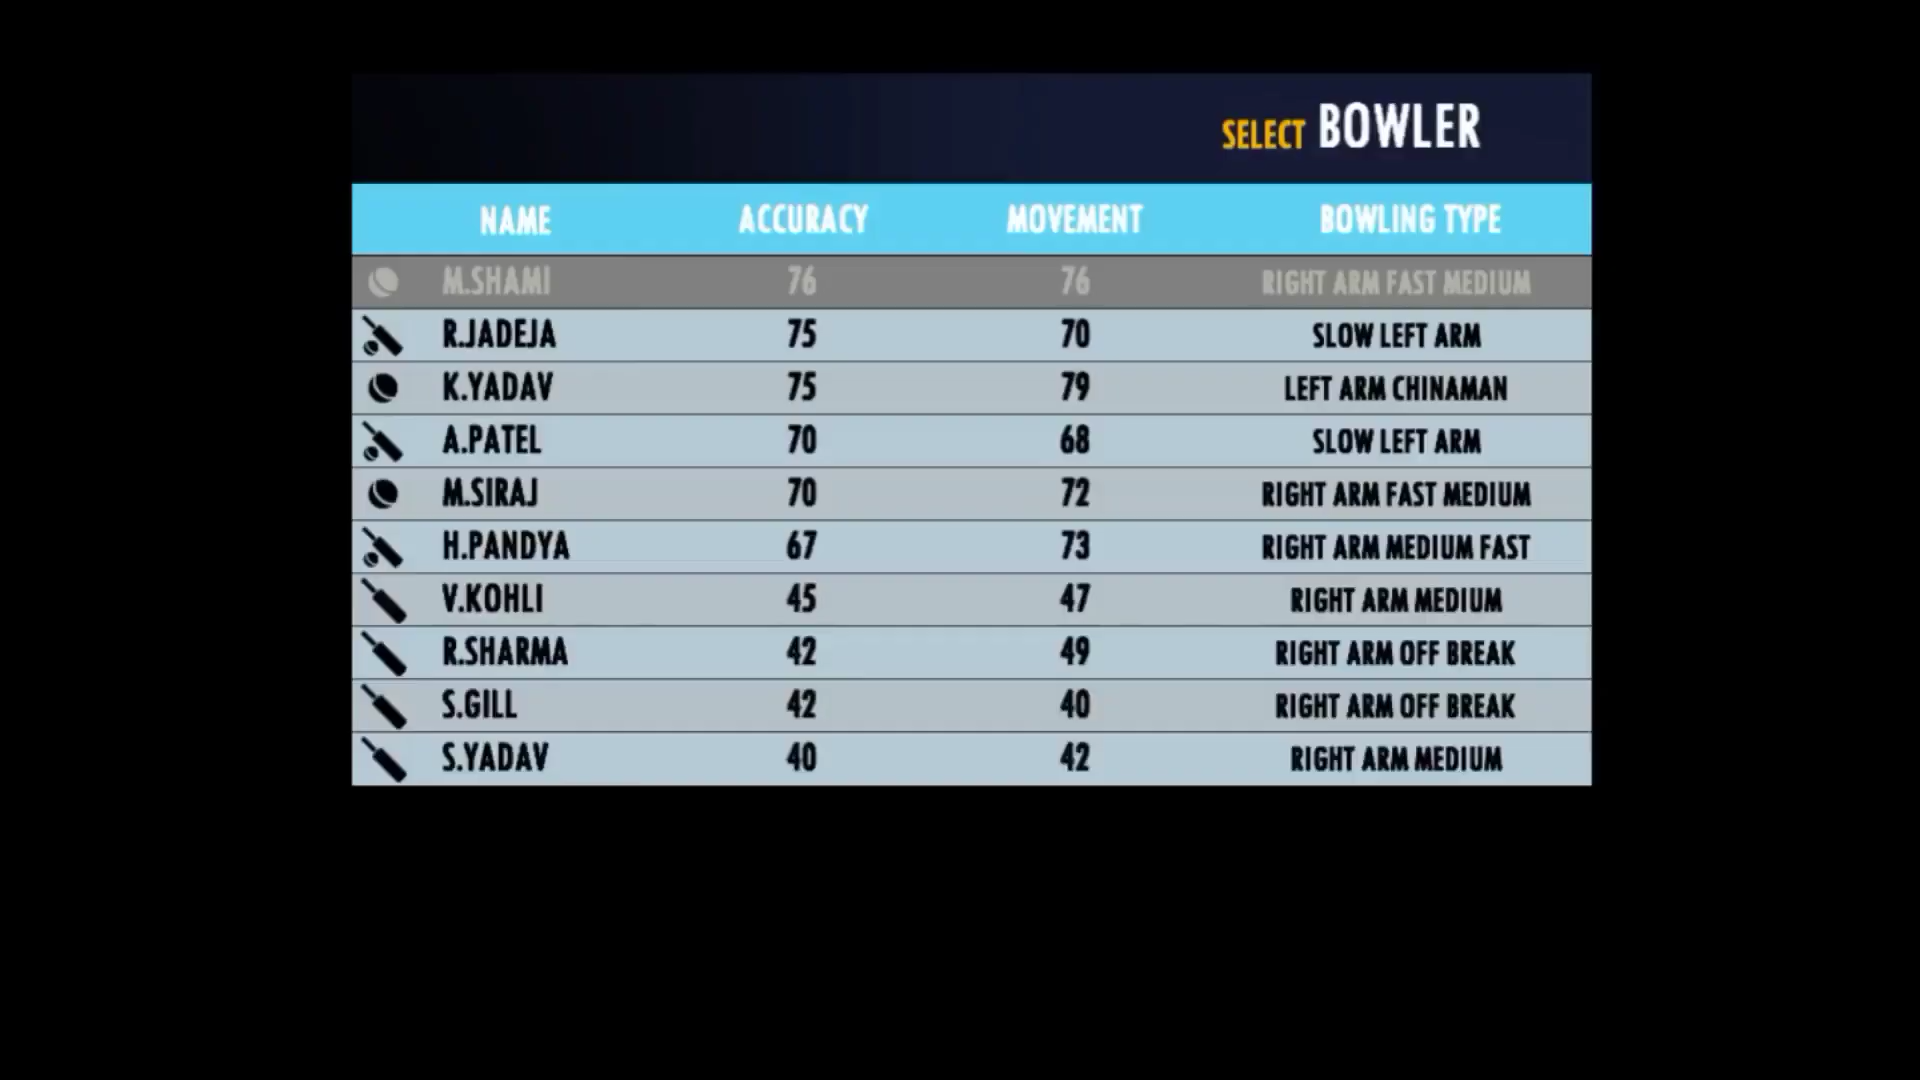 SELECT BOWLER
NAME ACCURACY MOVEMENT BOWLING TYPE
M.SHAMI 76 76 RIGHT ARM FAST MEDIUM
R.JADEJA 75 70 SLOW LEFT ARM
K.YADAV 75 79 LEFT ARM CHINAMAN
A.PATEL 70 68 SLOW LEFT ARM
M.SIRAJ 70 72 RIGHT ARM FAST MEDIUM
H.PANDYA 67 73 RIGHT ARM MEDIUM FAST
V.KOHLI 45 47 RIGHT ARM MEDIUM
R.SHARMA 42 49 RIGHT ARM OFF BREAK
S.GILL 42 40 RIGHT ARM OFF BREAK
S.YADAV 40 42 RIGHT ARM MEDIUM